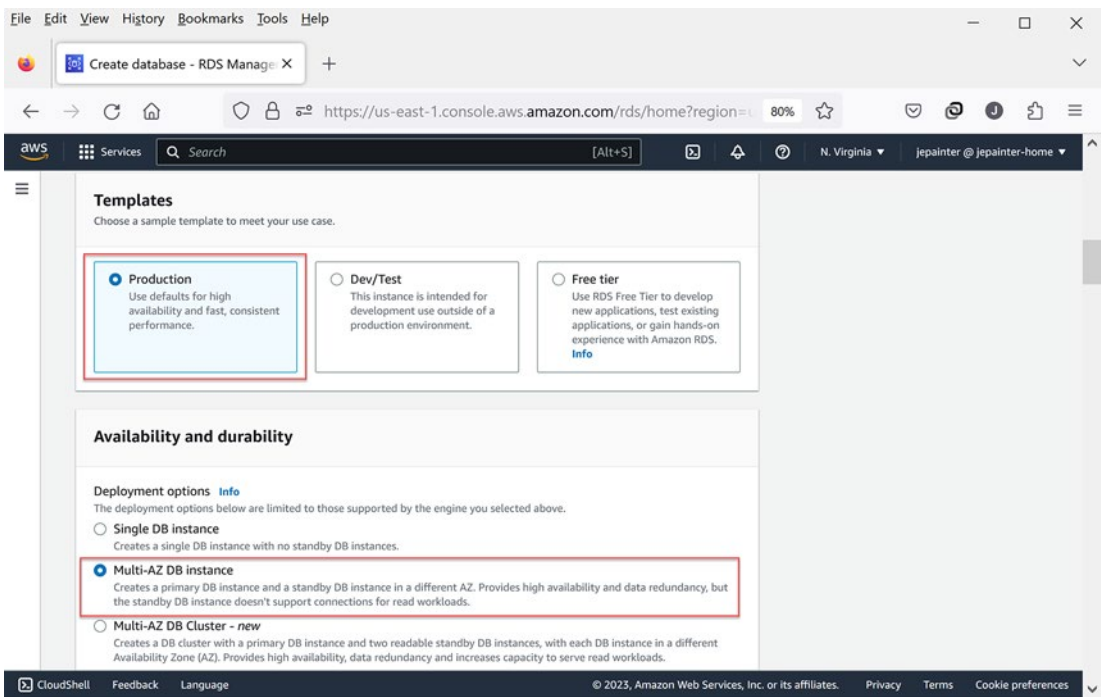 File Edit View History Bookmarks Tools Help
Create database - RDS Manage
https://us-east-1.console.aws.amazon.com/rds/home?region= 80%
aws Services Search [Alt+S] N. Virginia jepainter @ jepainter-home
Templates
Choose a sample template to meet your use case.
Production
Use defaults for high
availability and fast, consistent
performance.
Dev/Test
This instance is intended for
development use outside of a
production environment.
Free tier
Use RDS Free Tier to develop
new applications, test existing
applications, or gain hands-on
experience with Amazon RDS.
Info
Availability and durability
Deployment options Info
The deployment options below are limited to those supported by the engine you selected above.
Single DB instance
Creates a single DB instance with no standby DB instances.
Multi-AZ DB instance
Creates a primary DB instance and a standby DB instance in a different AZ. Provides high availability and data redundancy, but
the standby DB instance doesn't support connections for read workloads.
Multi-AZ DB Cluster - new
Creates a DB cluster with a primary DB instance and two readable standby DB instances, with each DB instance in a different
Availability Zone (AZ). Provides high availability, data redundancy and increases capacity to serve read workloads.
CloudShell Feedback Language © 2023, Amazon Web Services, Inc. or its affiliates. Privacy Terms Cookie preferences